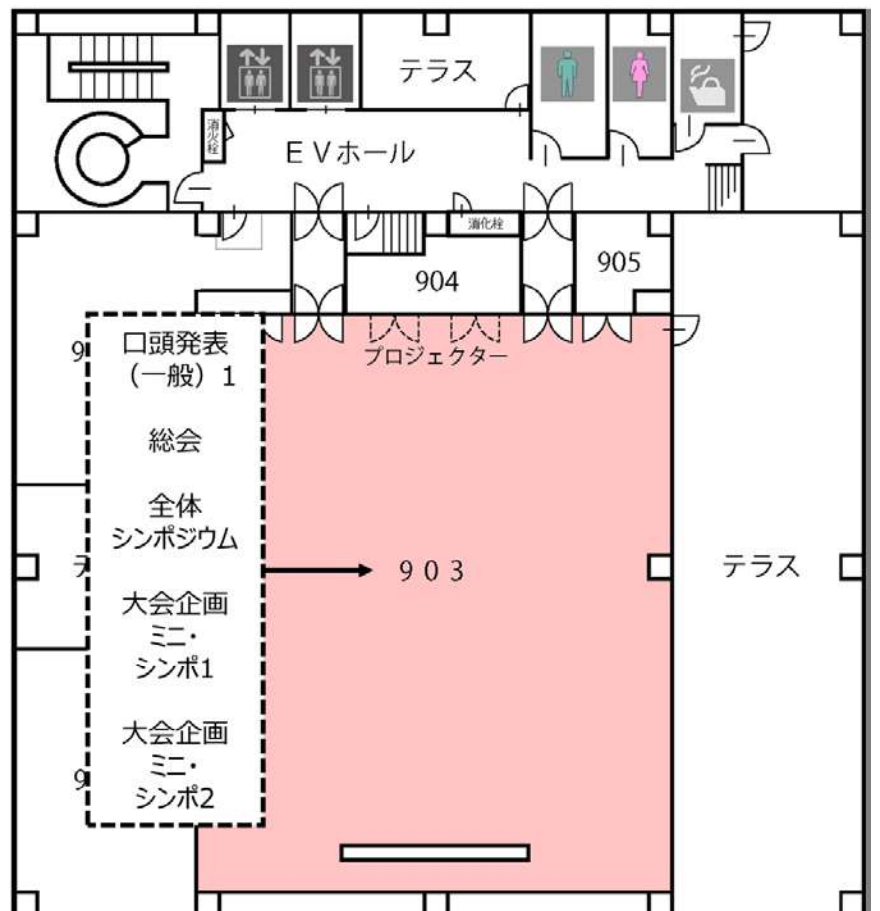 テラス
消火栓
EVホール
消化栓
904
905
プロジェクター
9
口頭発表
（一般）1
総会
全体
シンポジウム
大会企画
ミニ・
シンポ1
大会企画
ミニ・
シンポ2
テ
9
９０３
テラス